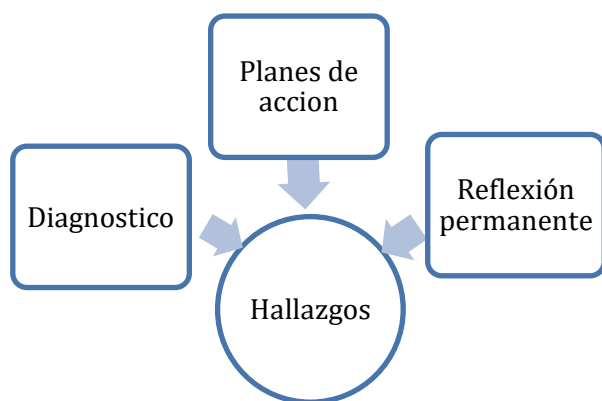 Planes de
accion
Diagnostico
Reflexión
permanente
Hallazgos